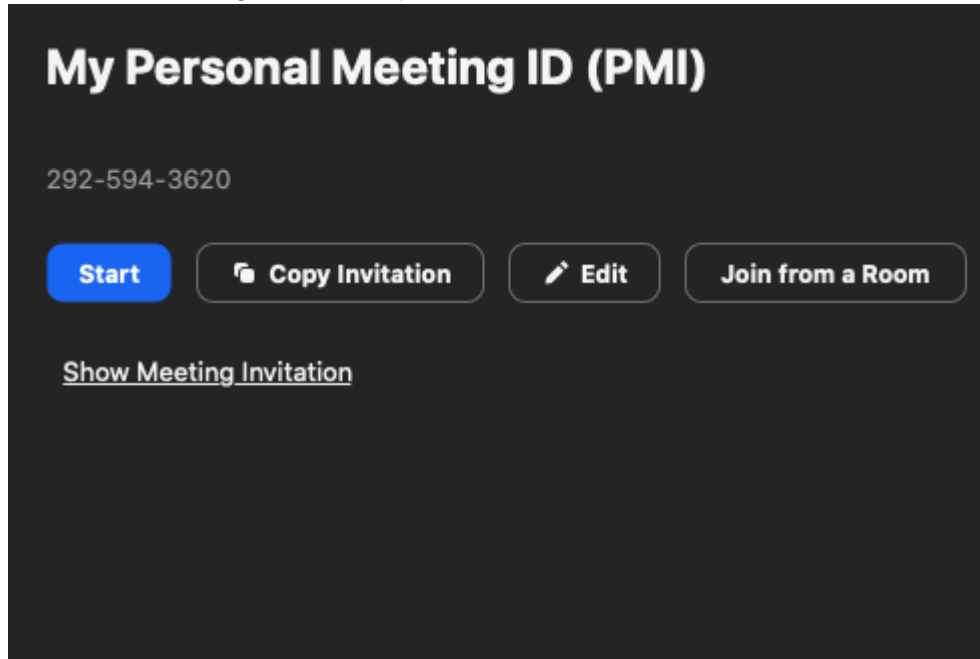 My Personal Meeting ID (PMI)
292-594-3620
Start Copy Invitation Edit Join from a Room
Show Meeting Invitation